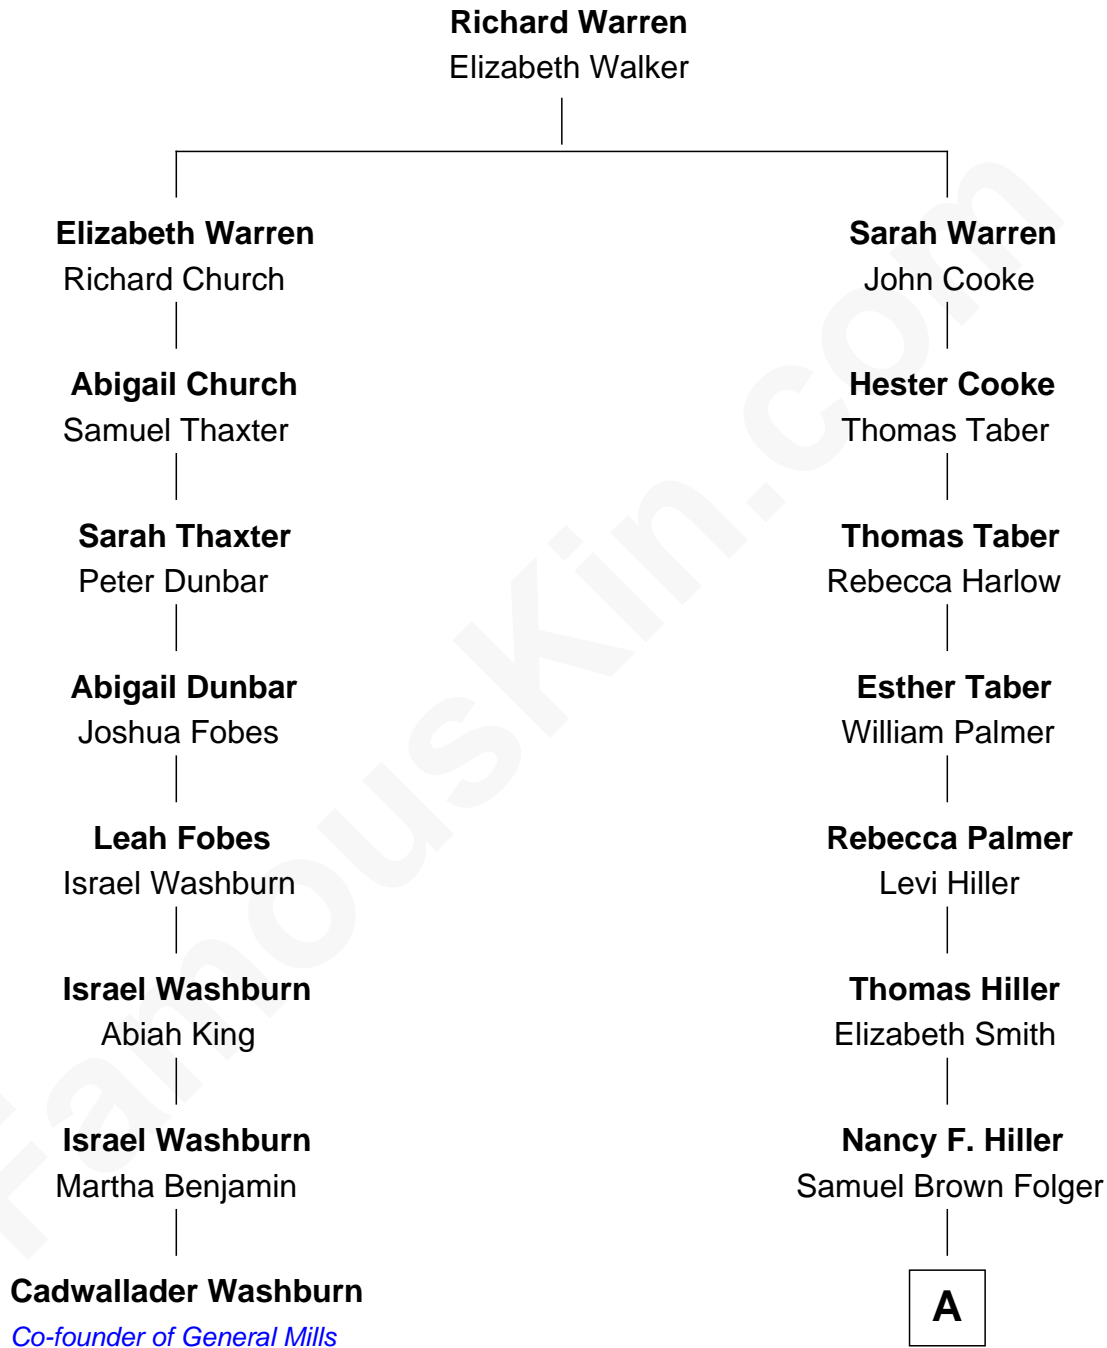 Richard Warren
Elizabeth Walker
Elizabeth Warren
Richard Church
Abigail Church
Samuel Thaxter
Sarah Thaxter
Peter Dunbar
Abigail Dunbar
Joshua Fobes
Leah Fobes
Israel Washburn
Israel Washburn
Abiah King
Israel Washburn
Martha Benjamin
Cadwallader Washburn
Co-founder of General Mills
Sarah Warren
John Cooke
Hester Cooke
Thomas Taber
Thomas Taber
Rebecca Harlow
Esther Taber
William Palmer
Rebecca Palmer
Levi Hiller
Thomas Hiller
Elizabeth Smith
Nancy F. Hiller
Samuel Brown Folger
A
FamousKin.com